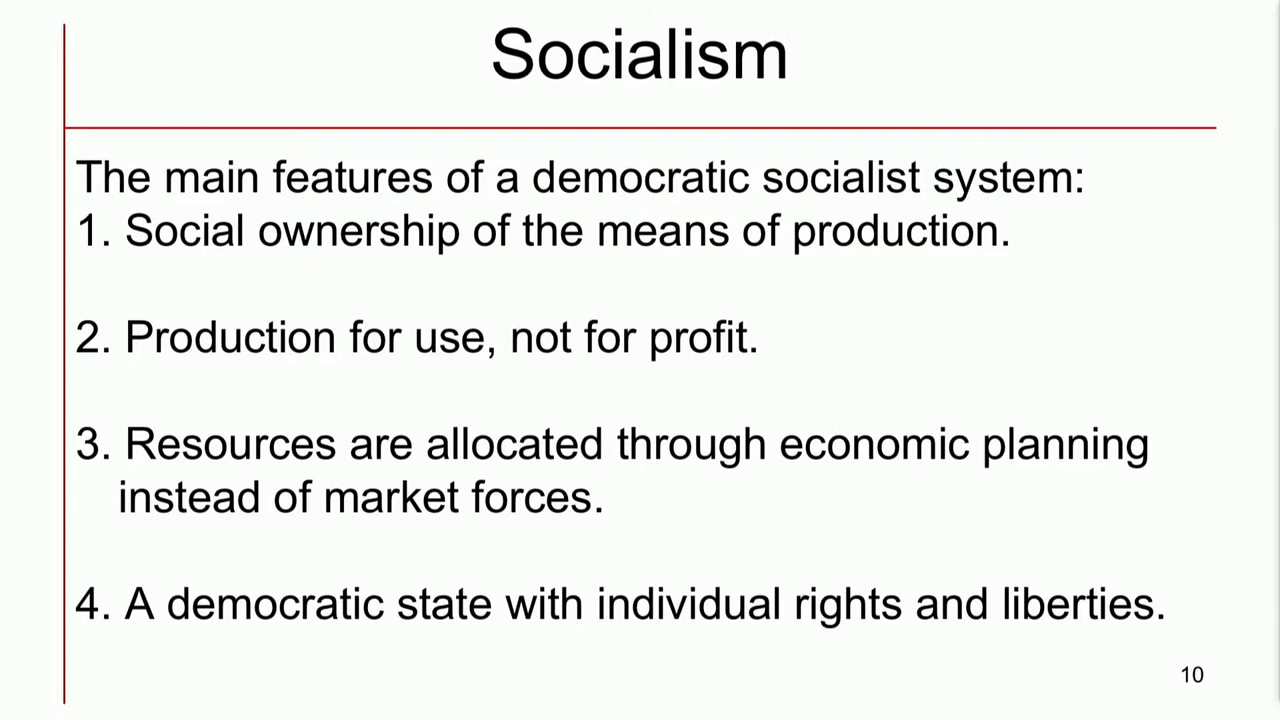 Socialism
The main features of a democratic socialist system:
1. Social ownership of the means of production.
2. Production for use, not for profit.
3. Resources are allocated through economic planning
instead of market forces.
4. A democratic state with individual rights and liberties.
10